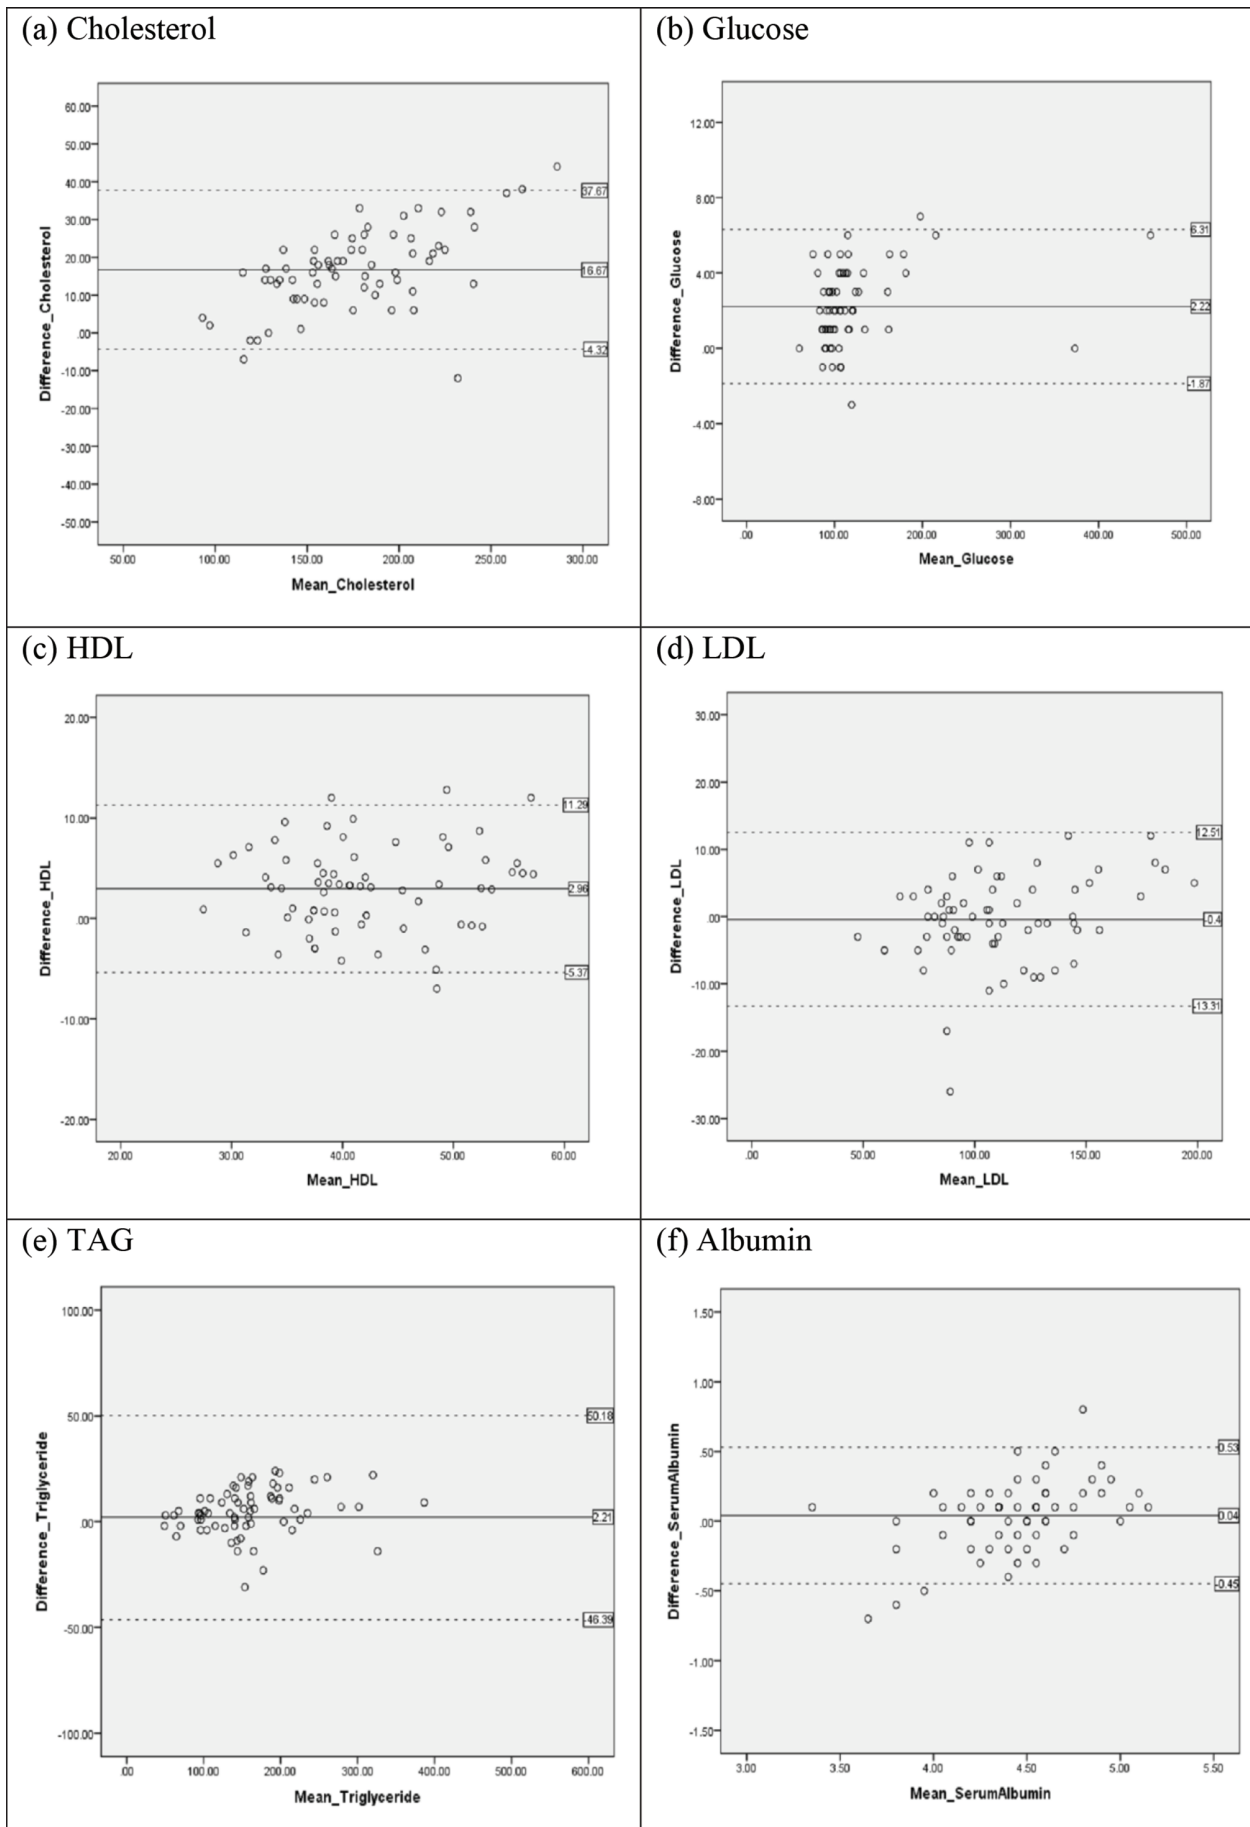 (a) Cholesterol
60.00
50.00
40.00
30.00
20.00
10.00
.00
-10.00
-20.00
-30.00
-40.00
-50.00
Difference_Cholesterol
37.67
16.67
-4.32
50.00 100.00 150.00 200.00 250.00 300.00
Mean_Cholesterol
(b) Glucose
12.00
8.00
4.00
.00
-4.00
-8.00
Difference_Glucose
6.31
2.22
-1.87
.00 100.00 200.00 300.00 400.00 500.00
Mean_Glucose
(c) HDL
20.00
10.00
.00
-10.00
-20.00
Difference_HDL
11.29
2.96
-5.37
20.00 30.00 40.00 50.00 60.00
Mean_HDL
(d) LDL
30.00
20.00
10.00
.00
-10.00
-20.00
-30.00
Difference_LDL
12.51
-0.4
-13.31
.00 50.00 100.00 150.00 200.00
Mean_LDL
(e) TAG
100.00
50.00
.00
-50.00
-100.00
Difference_Triglyceride
50.18
2.21
-46.39
.00 100.00 200.00 300.00 400.00 500.00 600.00
Mean_Triglyceride
(f) Albumin
1.50
1.00
.50
.00
-.50
-1.00
-1.50
Difference_SerumAlbumin
0.53
0.04
-0.45
3.00 3.50 4.00 4.50 5.00 5.50
Mean_SerumAlbumin